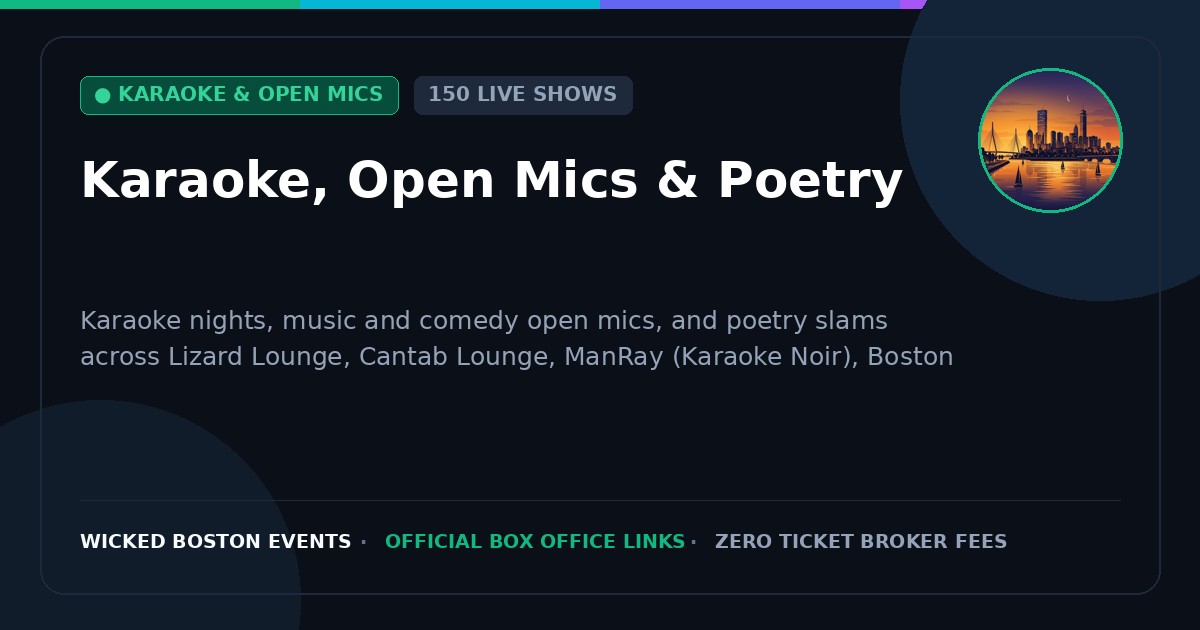 KARAOKE & OPEN MICS
150 LIVE SHOWS
Karaoke, Open Mics & Poetry
Karaoke nights, music and comedy open mics, and poetry slams
across Lizard Lounge, Cantab Lounge, ManRay (Karaoke Noir), Boston
WICKED BOSTON EVENTS · OFFICIAL BOX OFFICE LINKS · ZERO TICKET BROKER FEES